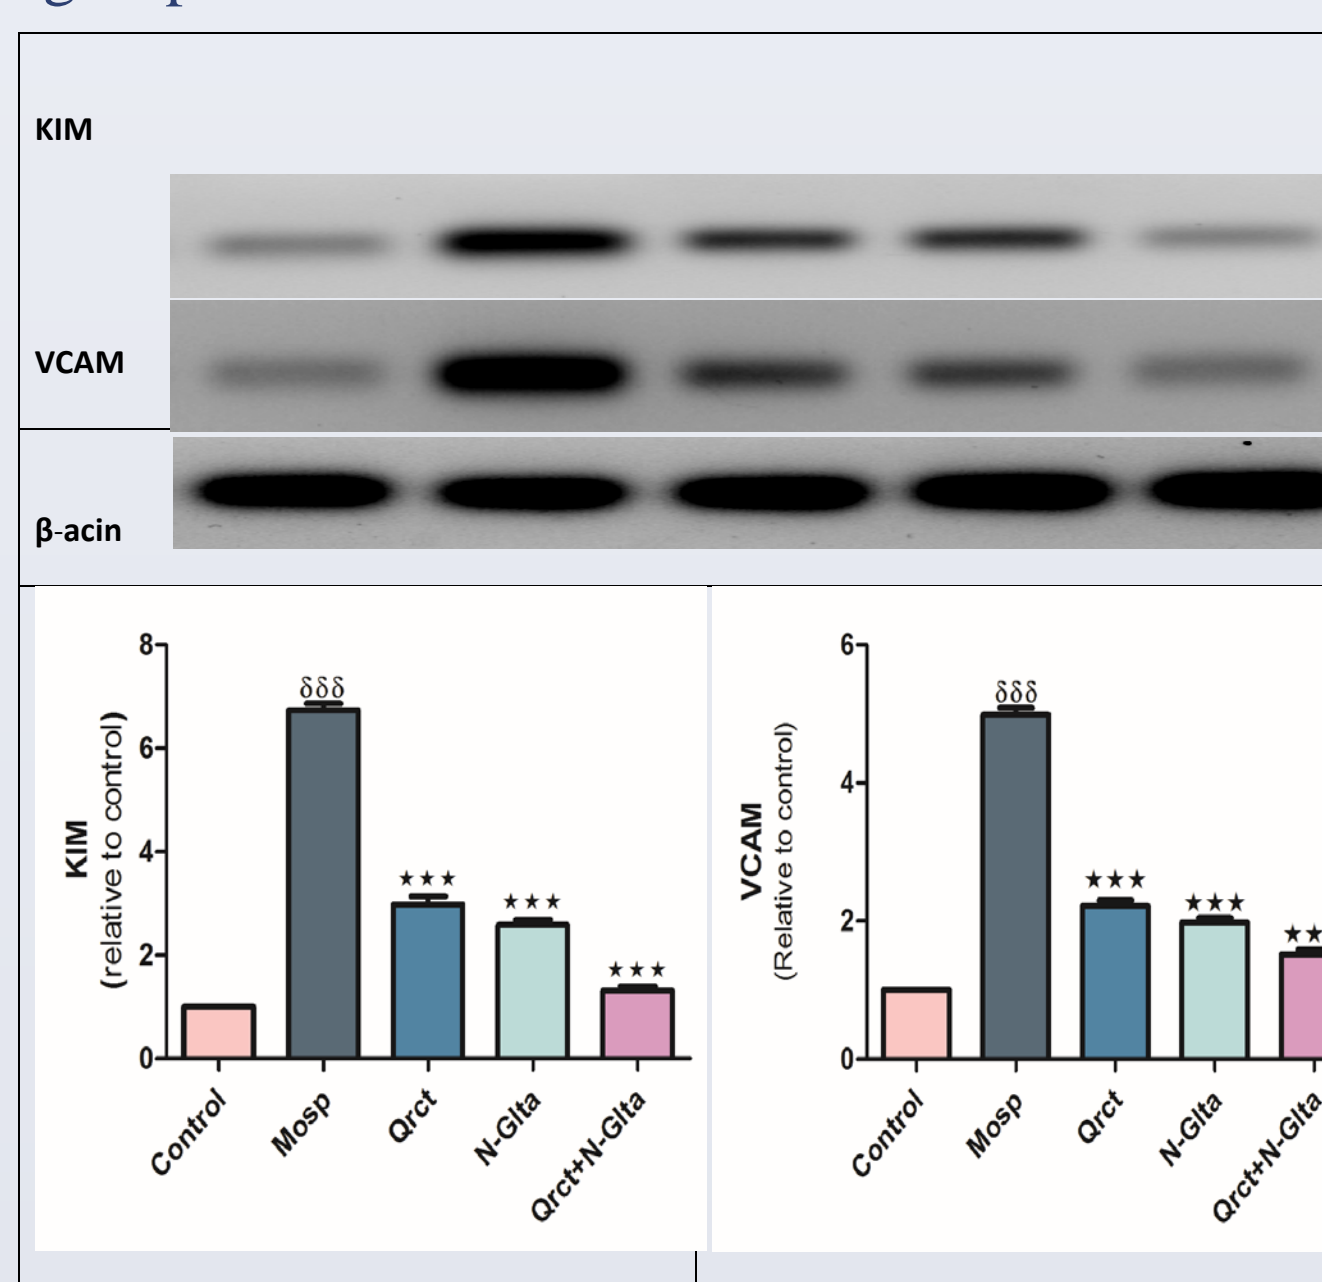 KIM
VCAM
β-acin
8
6
4
2
0
KIM
(relative to control)
δδδ
★★★
★★★
★★★
Control
Mosp
Qrct
N-Glta
Qrct+N-Glta
6
4
2
0
VCAM
(Relative to control)
δδδ
★★★
★★★
★★
Control
Mosp
Qrct
N-Glta
Qrct+N-Glta